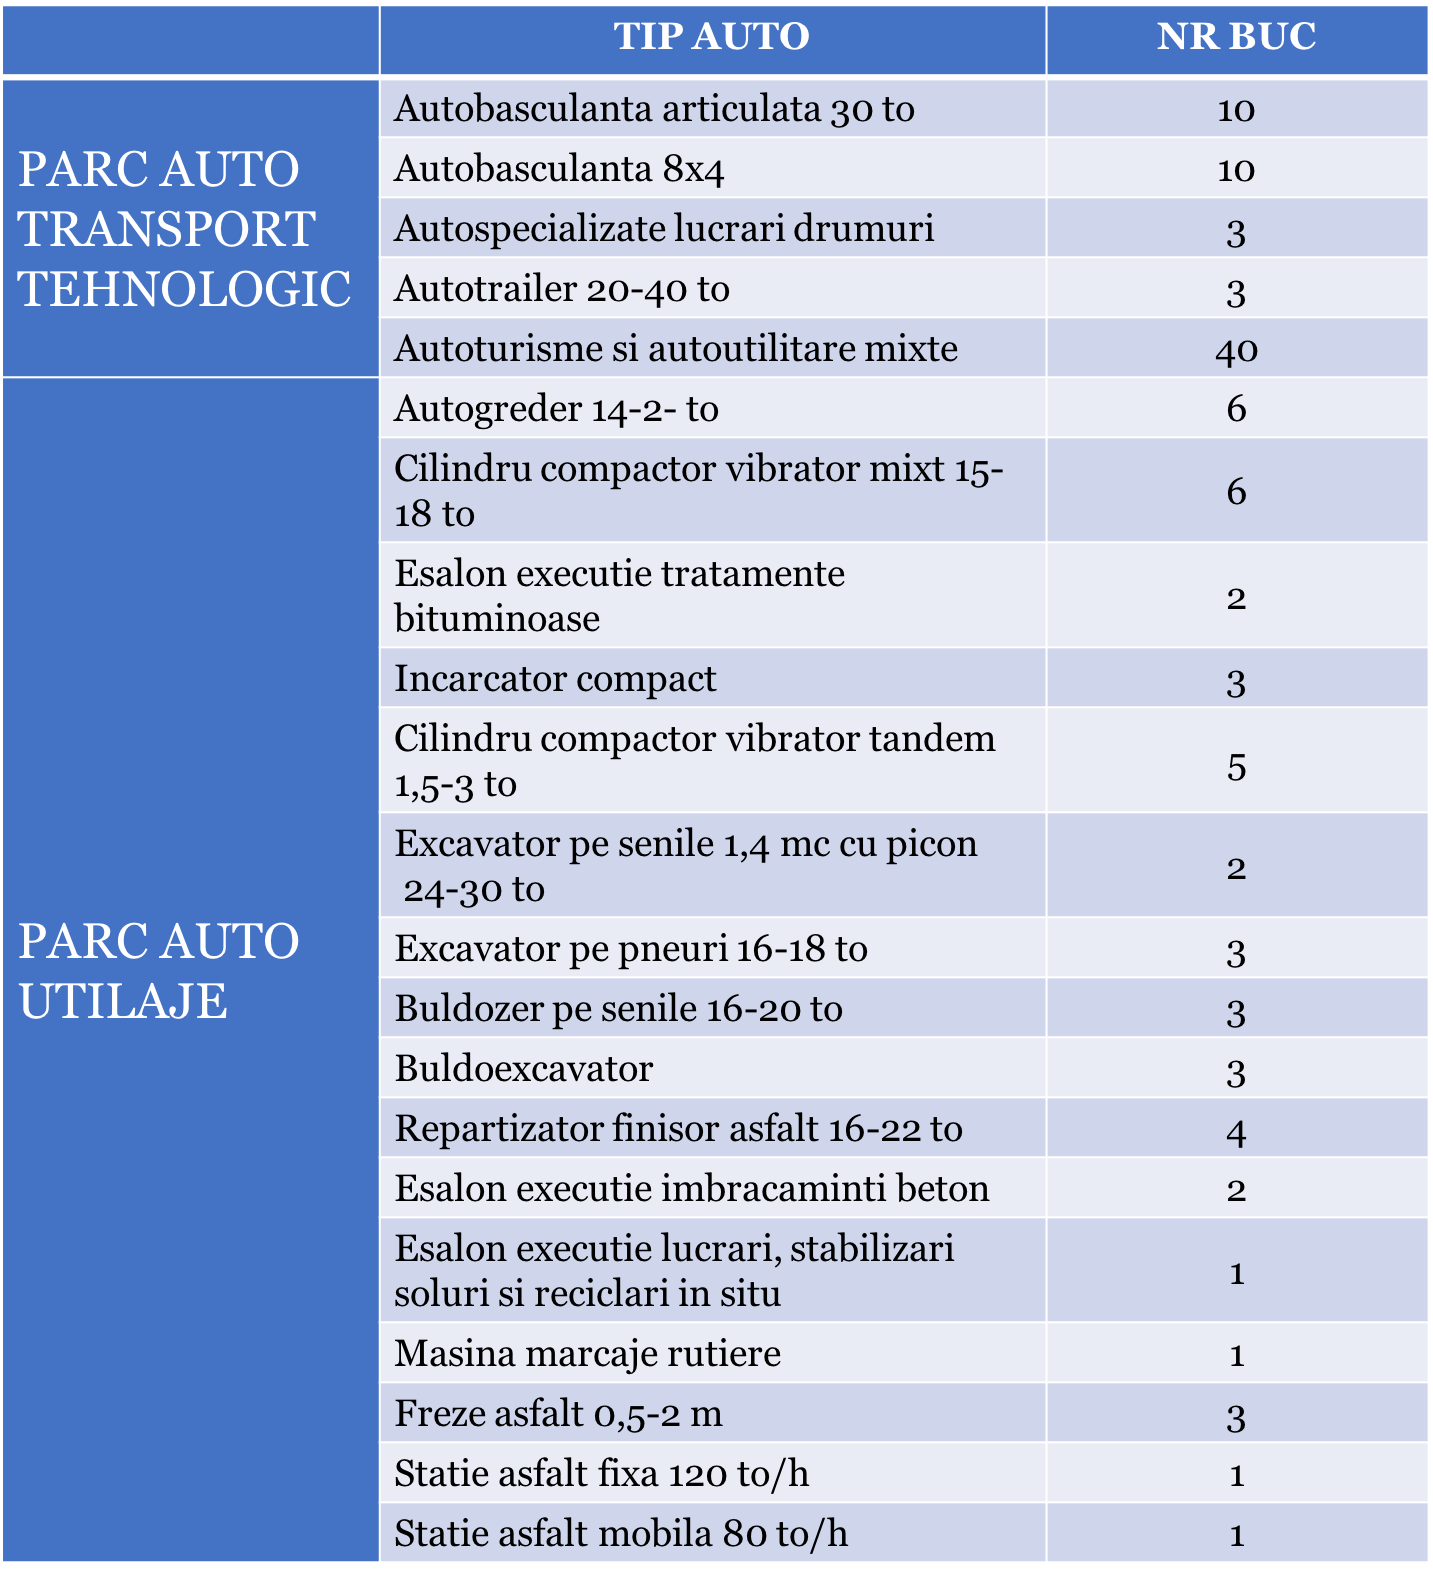 TIP AUTO NR BUC
PARC AUTO
TRANSPORT
TEHNOLOGIC
Autobasculanta articulata 30 to 10
Autobasculanta 8x4 10
Autospecializate lucrari drumuri 3
Autotrailer 20-40 to 3
Autoturisme si autoutilitare mixte 40
PARC AUTO
UTILAJE
Autogreder 14-2- to 6
Cilindru compactor vibrator mixt 15-
18 to 6
Esalon executie tratamente
bituminoase 2
Incarcator compact 3
Cilindru compactor vibrator tandem
1,5-3 to 5
Excavator pe senile 1,4 mc cu picon
24-30 to 2
Excavator pe pneuri 16-18 to 3
Buldozer pe senile 16-20 to 3
Buldoexcavator 3
Repartizator finisor asfalt 16-22 to 4
Esalon executie imbracaminti beton 2
Esalon executie lucrari, stabilizari
soluri si reciclari in situ 1
Masina marcaje rutiere 1
Freze asfalt 0,5-2 m 3
Statie asfalt fixa 120 to/h 1
Statie asfalt mobila 80 to/h 1